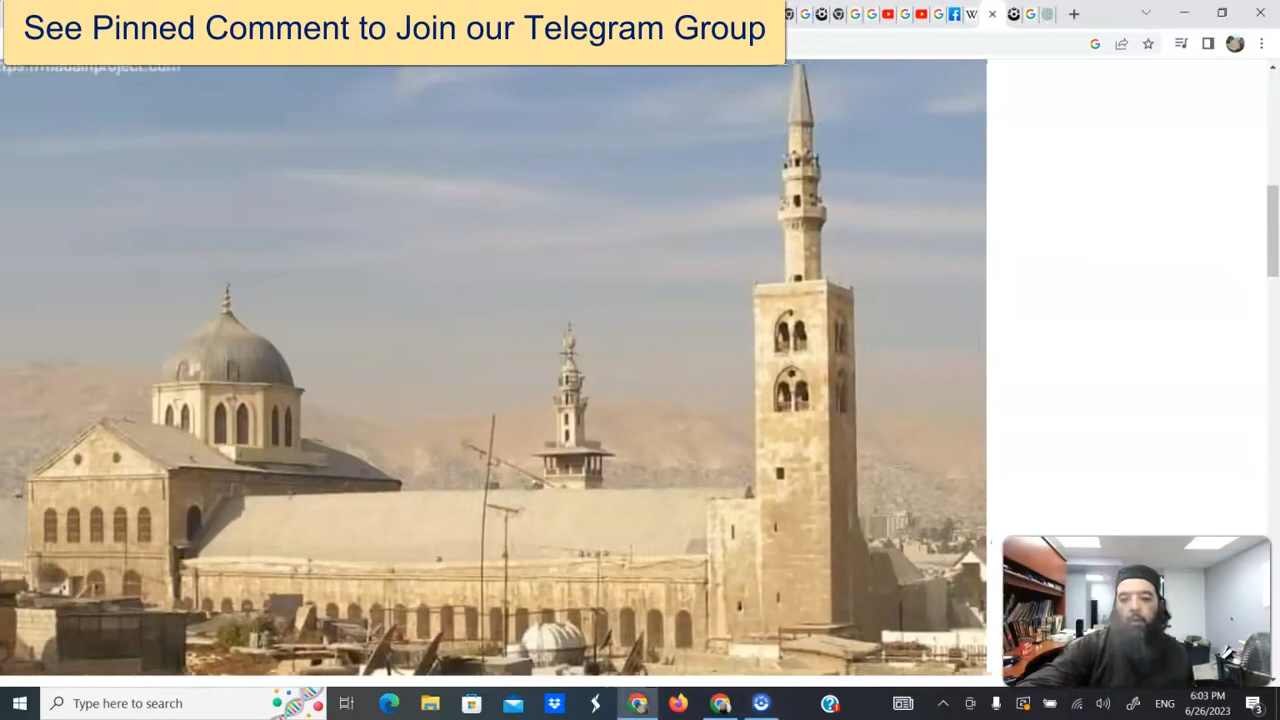 See Pinned Comment to Join our Telegram Group
Type here to search
ENG
6:03 PM
6/26/2023
3